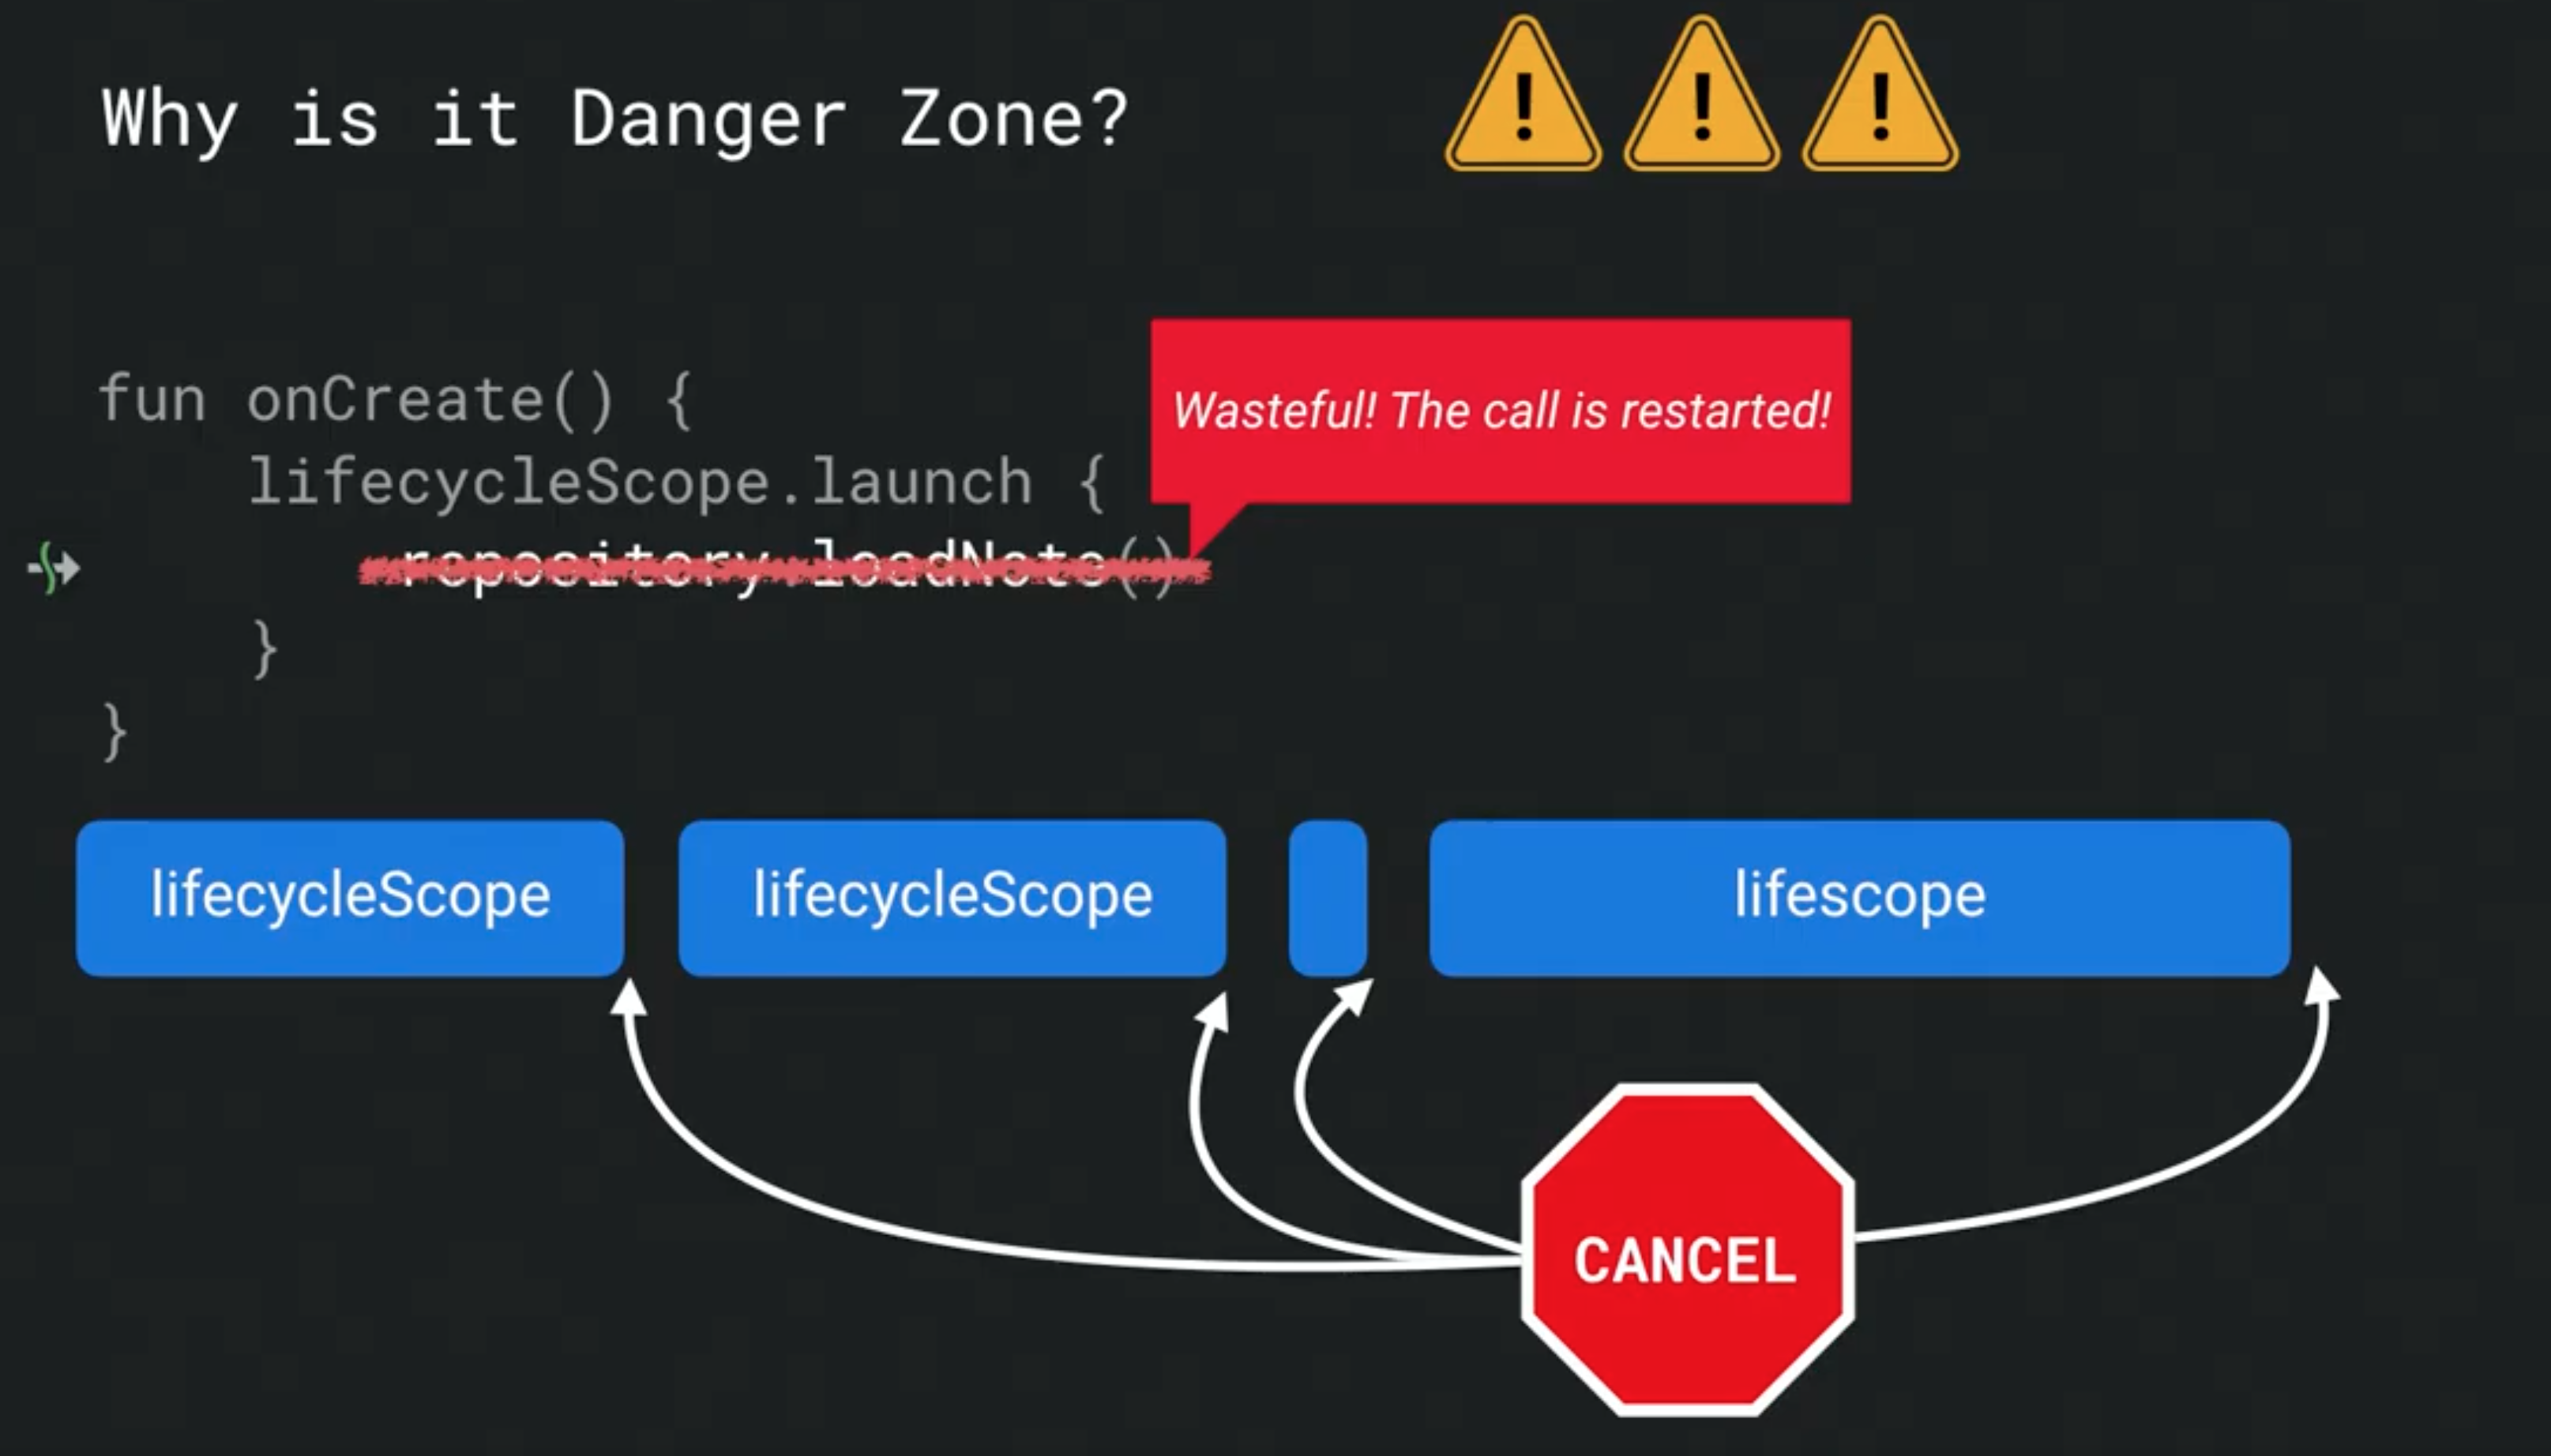 Why is it Danger Zone?
! ! !
Wasteful! The call is restarted!
fun onCreate() {
lifecycleScope.launch {
repository.loadNote()
}
}
lifecycleScope
lifecycleScope
lifescope
CANCEL